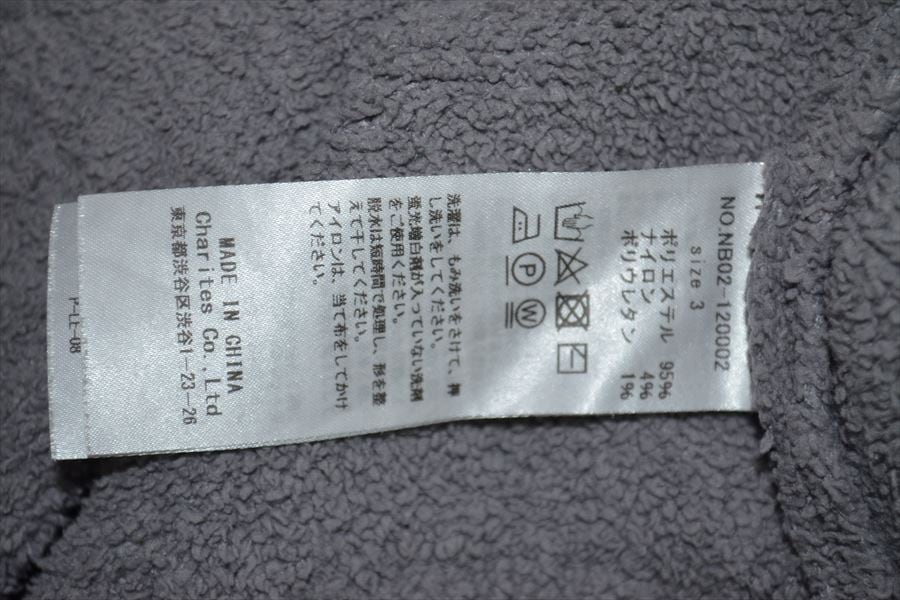 NO.NB02-120002
size 3
ポリエステル 95%
ナイロン 4%
ポリウレタン 1%
P W
洗濯は、もみ洗いをさけて、押
し洗いをしてください。
蛍光増白剤が入っていない洗剤
をご使用ください。
脱水は短時間で処理し、形を整
えて干してください。
アイロンは、当て布をしてかけ
てください。
MADE IN CHINA
Charites Co.,Ltd
東京都渋谷区渋谷1-23-26